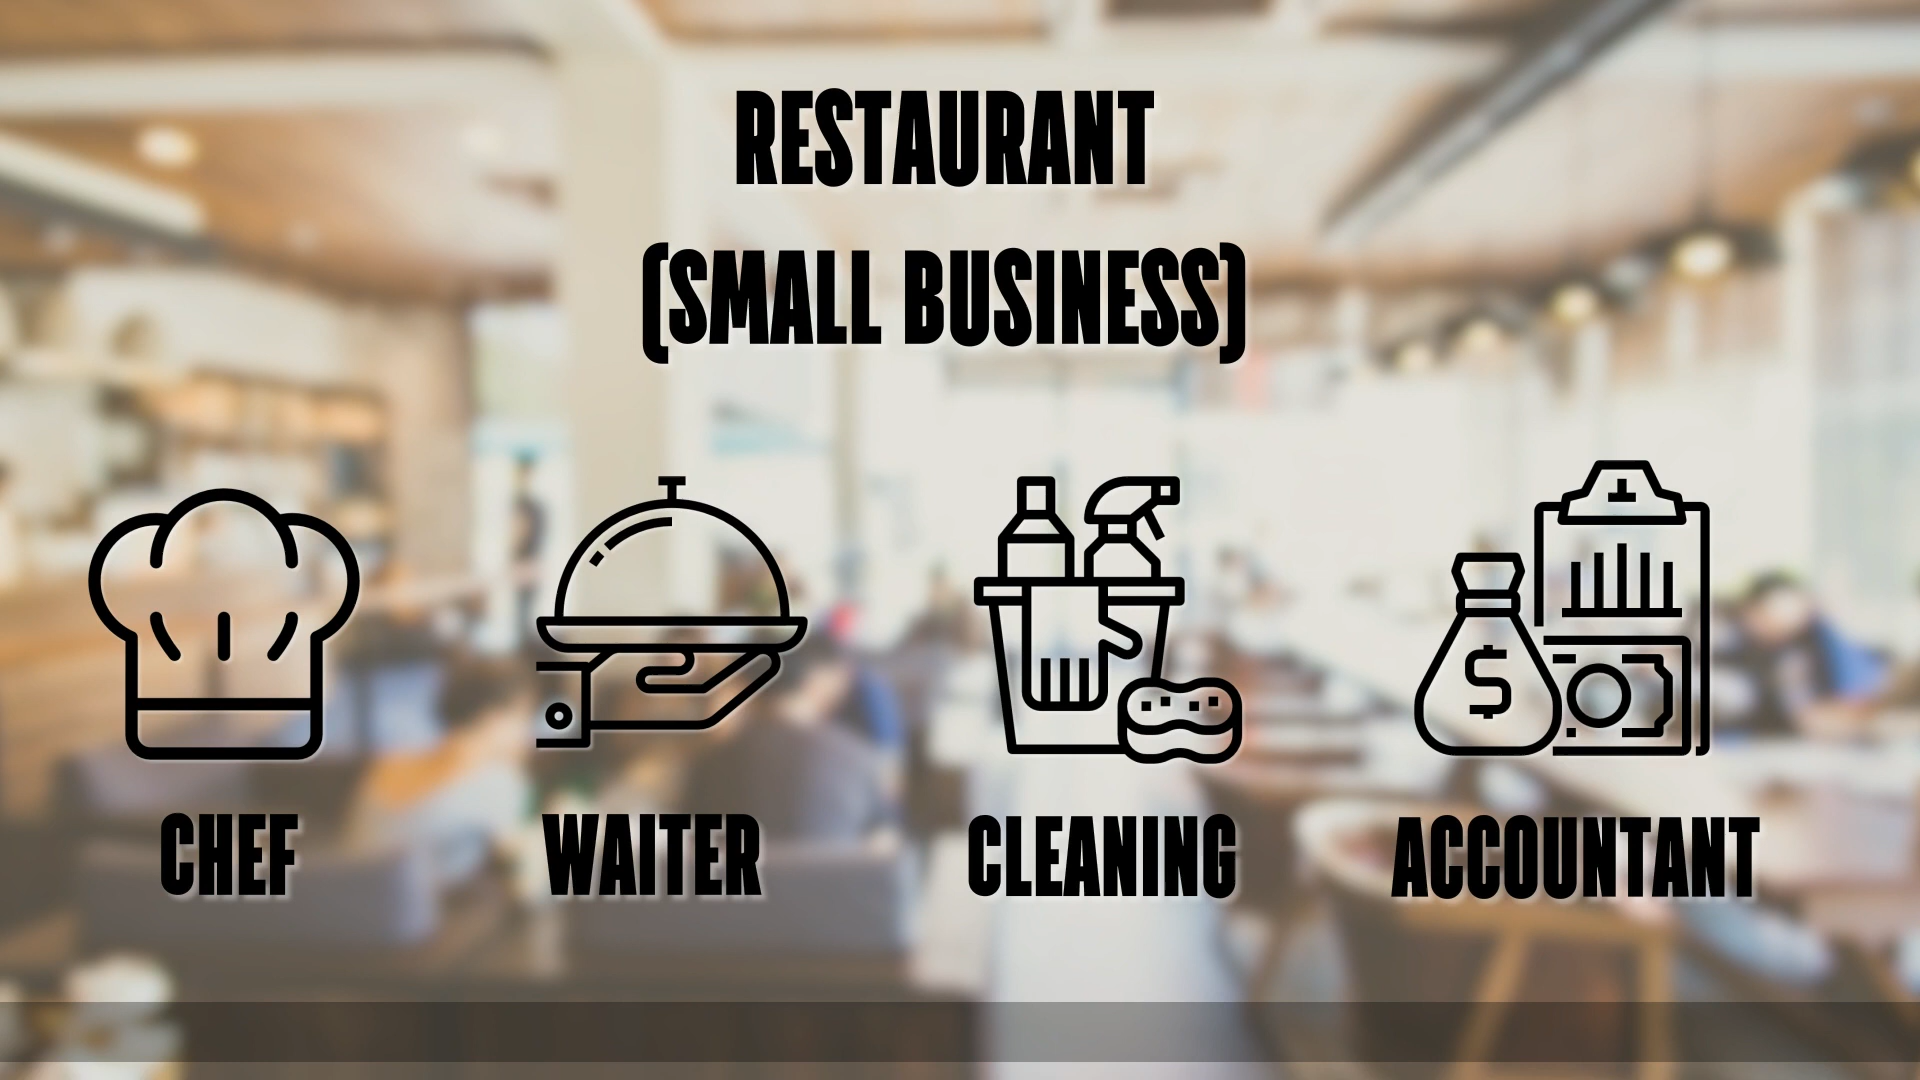 RESTAURANT
(SMALL BUSINESS)
CHEF
WAITER
CLEANING
ACCOUNTANT
$